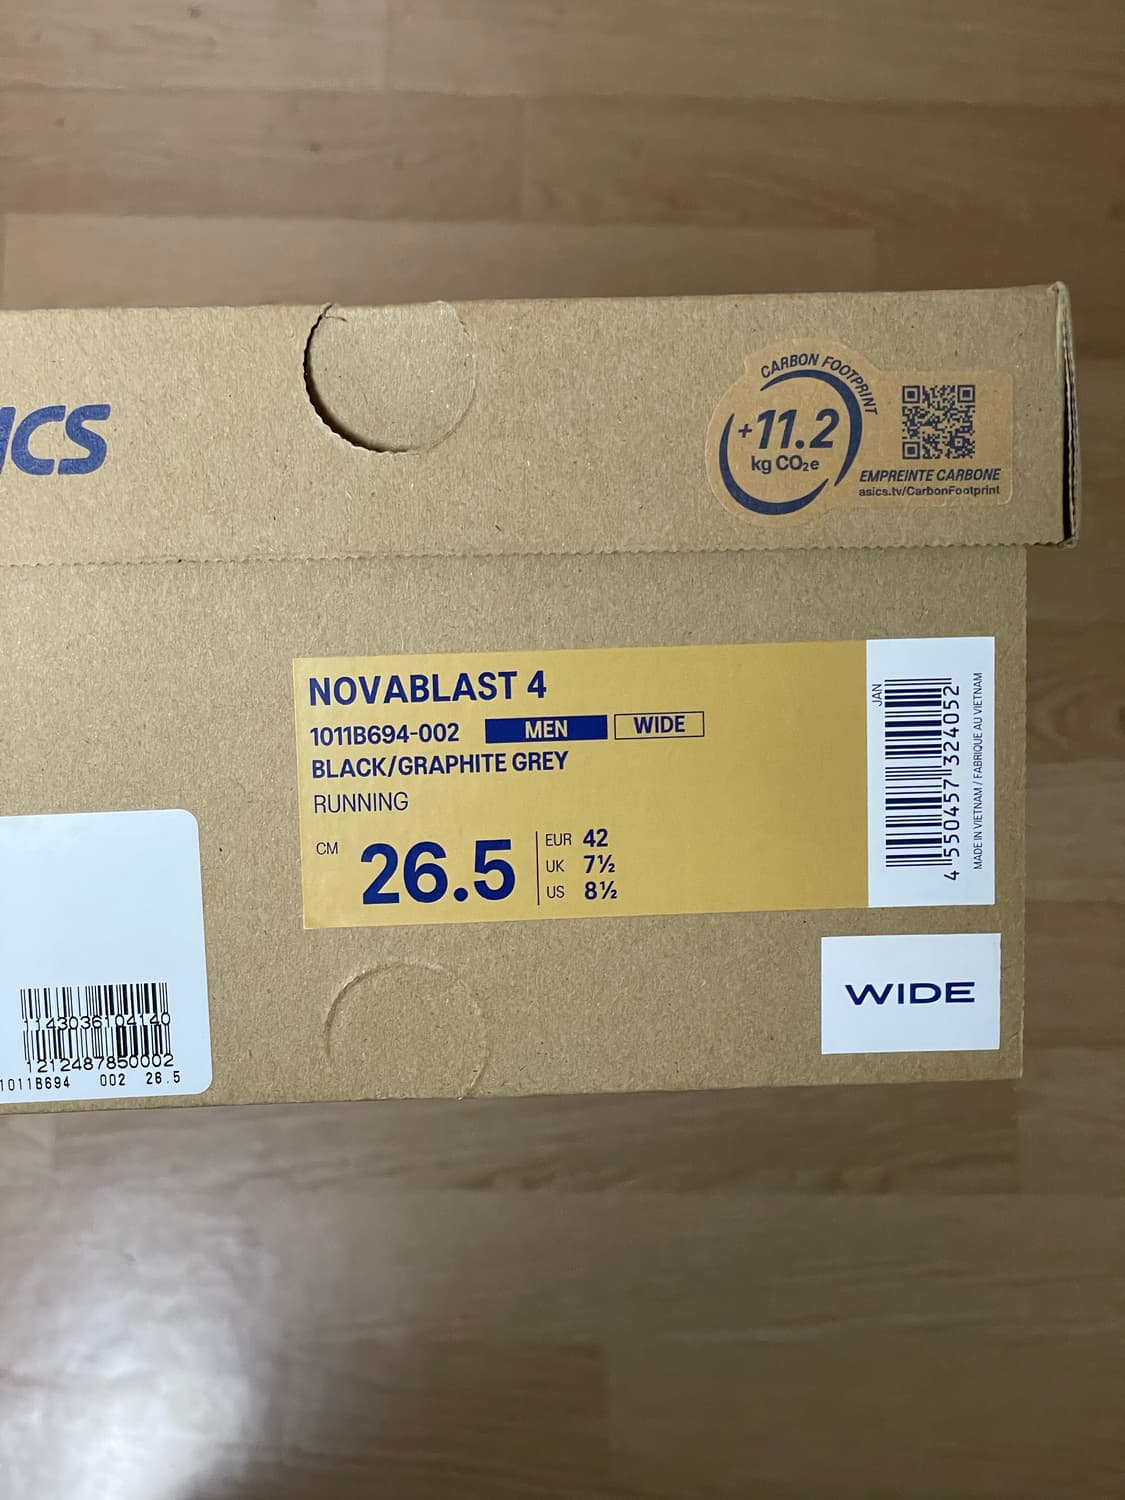 CARBON FOOTPRINT
+11.2
kg CO₂e
EMPREINTE CARBONE
asics.tv/CarbonFootprint
ICS
NOVABLAST 4
1011B694-002 MEN WIDE
BLACK/GRAPHITE GREY
RUNNING
CM 26.5
EUR 42
UK 7½
US 8½
JAN
4 550457 324052
MADE IN VIETNAM / FABRIQUE AU VIETNAM
WIDE
1143036104140
1212487850002
1011B694 002 26.5